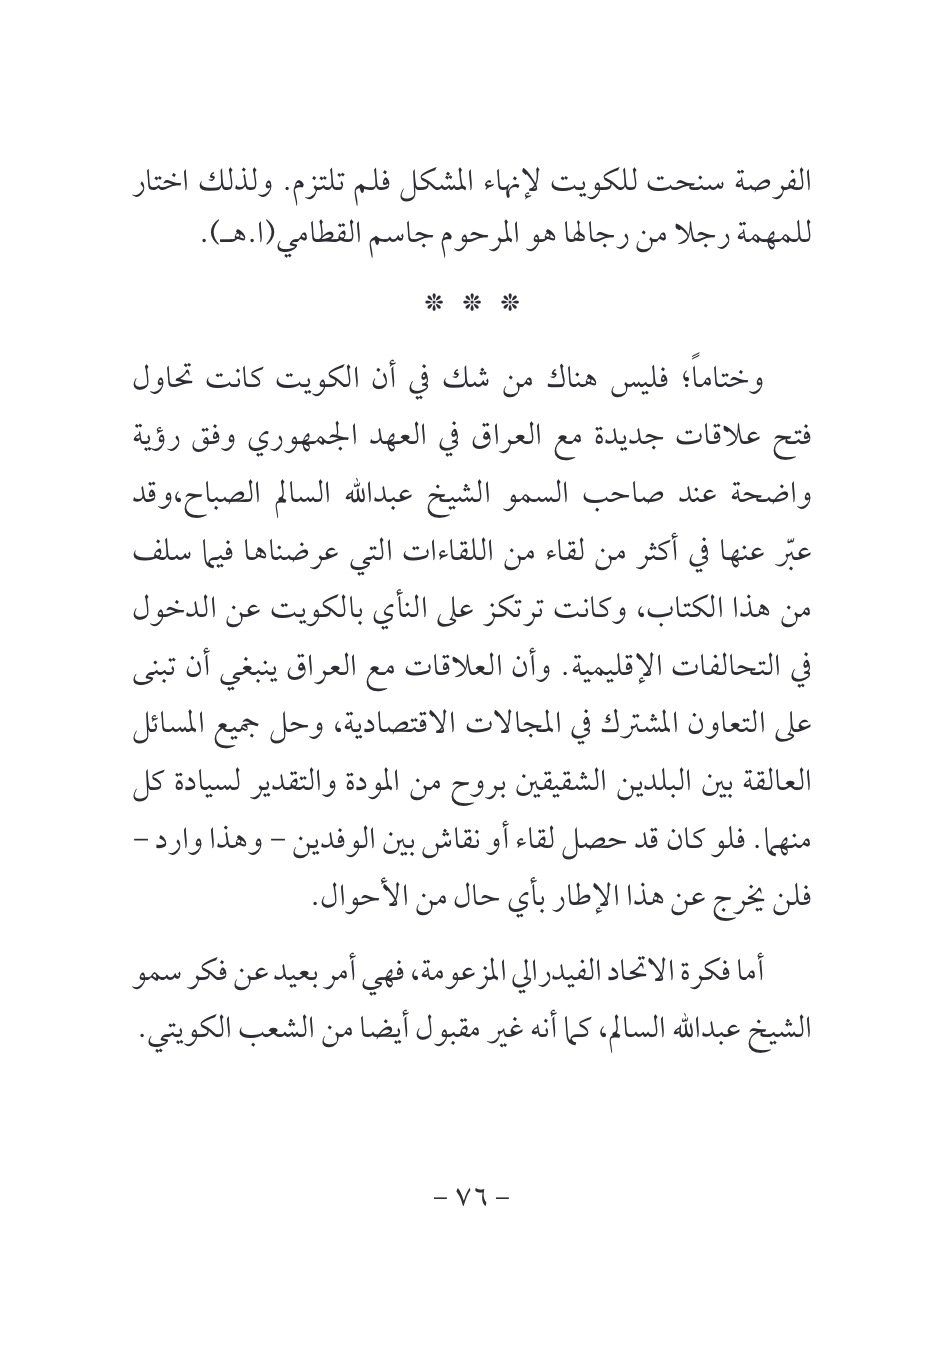 الفرصة سنحت للكويت لإنهاء المشكل فلم تلتزم. ولذلك اختار
للمهمة رجلا من رجالها هو المرحوم جاسم القطامي(ا.هـ).
❊ ❊ ❊
وختاماً؛ فليس هناك من شك في أن الكويت كانت تحاول
فتح علاقات جديدة مع العراق في العهد الجمهوري وفق رؤية
واضحة عند صاحب السمو الشيخ عبدالله السالم الصباح،وقد
عبّر عنها في أكثر من لقاء من اللقاءات التي عرضناها فيما سلف
من هذا الكتاب، وكانت ترتكز على النأي بالكويت عن الدخول
في التحالفات الإقليمية. وأن العلاقات مع العراق ينبغي أن تبنى
على التعاون المشترك في المجالات الاقتصادية، وحل جميع المسائل
العالقة بين البلدين الشقيقين بروح من المودة والتقدير لسيادة كل
منهما. فلو كان قد حصل لقاء أو نقاش بين الوفدين – وهذا وارد –
فلن يخرج عن هذا الإطار بأي حال من الأحوال.
أما فكرة الاتحاد الفيدرالي المزعومة، فهي أمر بعيد عن فكر سمو
الشيخ عبدالله السالم، كما أنه غير مقبول أيضا من الشعب الكويتي.
– ٧٦ –